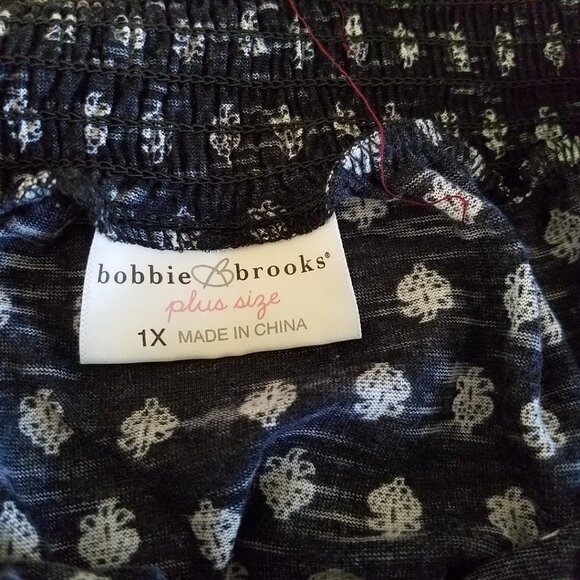 bobbie brooks®
plus size
1X MADE IN CHINA